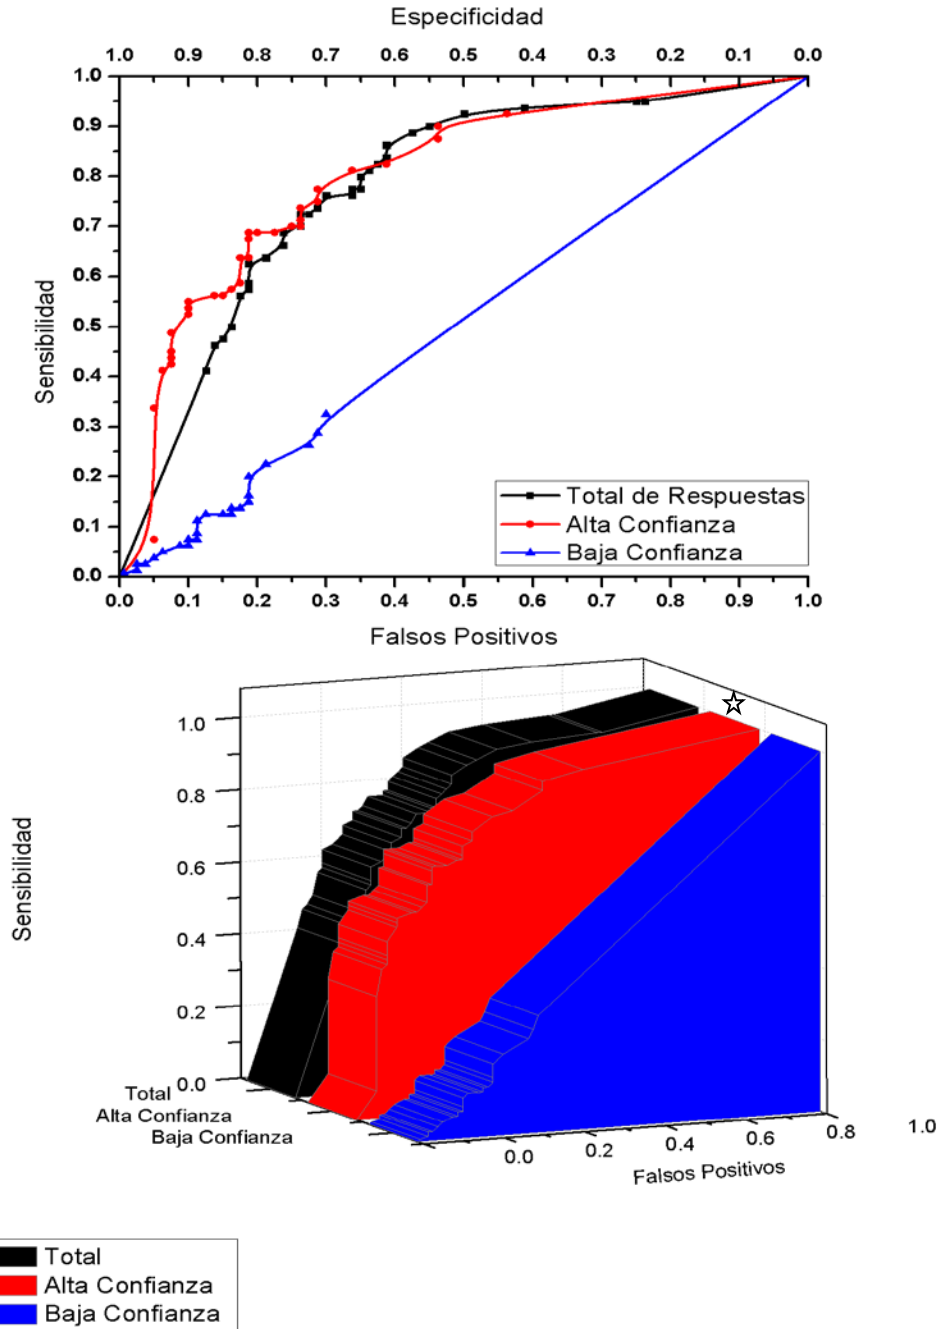 Especificidad
1.0 0.9 0.8 0.7 0.6 0.5 0.4 0.3 0.2 0.1 0.0
1.0
0.9
0.8
0.7
0.6
0.5
0.4
0.3
0.2
0.1
0.0
Sensibilidad
Total de Respuestas
Alta Confianza
Baja Confianza
0.0 0.1 0.2 0.3 0.4 0.5 0.6 0.7 0.8 0.9 1.0
Falsos Positivos
1.0
0.8
0.6
0.4
0.2
0.0
Sensibilidad
Total
Alta Confianza
Baja Confianza
0.0 0.2 0.4 0.6 0.8 1.0
Falsos Positivos
Total
Alta Confianza
Baja Confianza